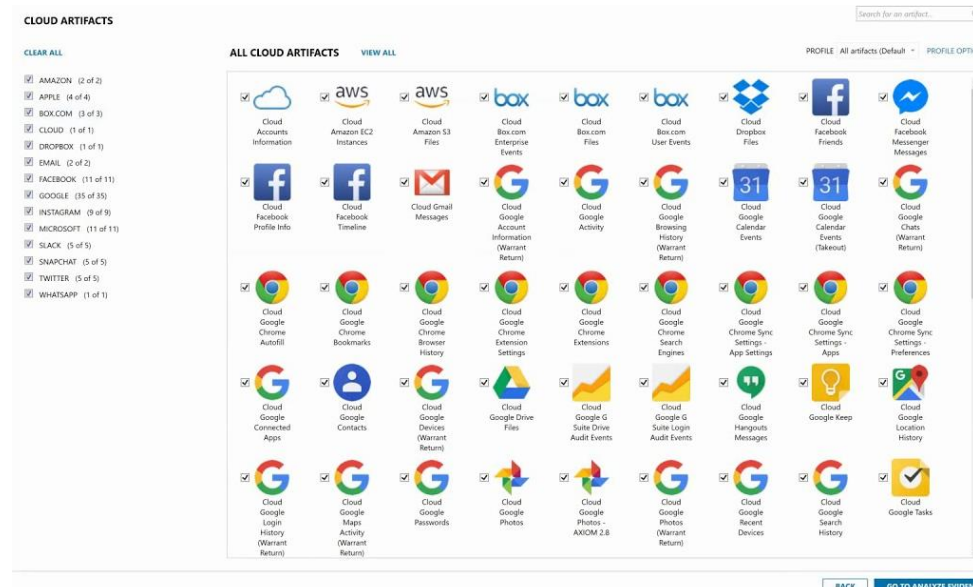 CLOUD ARTIFACTS
Search for an artifact...
CLEAR ALL
ALL CLOUD ARTIFACTS VIEW ALL
PROFILE All artifacts (Default PROFILE OPTI
AMAZON (2 of 2)
APPLE (4 of 4)
BOX.COM (3 of 3)
CLOUD (1 of 1)
DROPBOX (1 of 1)
EMAIL (2 of 2)
FACEBOOK (11 of 11)
GOOGLE (35 of 35)
INSTAGRAM (9 of 9)
MICROSOFT (11 of 11)
SLACK (5 of 5)
SNAPCHAT (5 of 5)
TWITTER (5 of 5)
WHATSAPP (1 of 1)
Cloud
Accounts
Information
aws
Cloud
Amazon EC2
Instances
aws
Cloud
Amazon S3
Files
box
Cloud
Box.com
Enterprise
Events
box
Cloud
Box.com
Files
box
Cloud
Box.com
User Events
Cloud
Dropbox
Files
Cloud
Facebook
Friends
Cloud
Facebook
Messenger
Messages
Cloud
Facebook
Profile Info
Cloud
Facebook
Timeline
Cloud Gmail
Messages
Cloud
Google
Account
Information
(Warrant
Return)
Cloud
Google
Activity
Cloud
Google
Browsing
History
(Warrant
Return)
31
Cloud
Google
Calendar
Events
31
Cloud
Google
Calendar
Events
(Takeout)
Cloud
Google
Chats
(Warrant
Return)
Cloud
Google
Chrome
Autofill
Cloud
Google
Chrome
Bookmarks
Cloud
Google
Chrome
Browser
History
Cloud
Google
Chrome
Extension
Settings
Cloud
Google
Chrome
Extensions
Cloud
Google
Chrome
Search
Engines
Cloud
Google
Chrome Sync
Settings -
App Settings
Cloud
Google
Chrome Sync
Settings -
Apps
Cloud
Google
Chrome Sync
Settings -
Preferences
Cloud
Google
Connected
Apps
Cloud
Google
Contacts
Cloud
Google
Devices
(Warrant
Return)
Cloud
Google Drive
Files
Cloud
Google G
Suite Drive
Audit Events
Cloud
Google G
Suite Login
Audit Events
Cloud
Google
Hangouts
Messages
Cloud
Google Keep
Cloud
Google
Location
History
Cloud
Google
Login
History
(Warrant
Return)
Cloud
Google
Maps
Activity
(Warrant
Return)
Cloud
Google
Passwords
Cloud
Google
Photos
Cloud
Google
Photos -
AXIOM 2.8
Cloud
Google
Photos
(Warrant
Return)
Cloud
Google
Recent
Devices
Cloud
Google
Search
History
Cloud
Google Tasks
BACK
GO TO ANALYZE EVIDEN